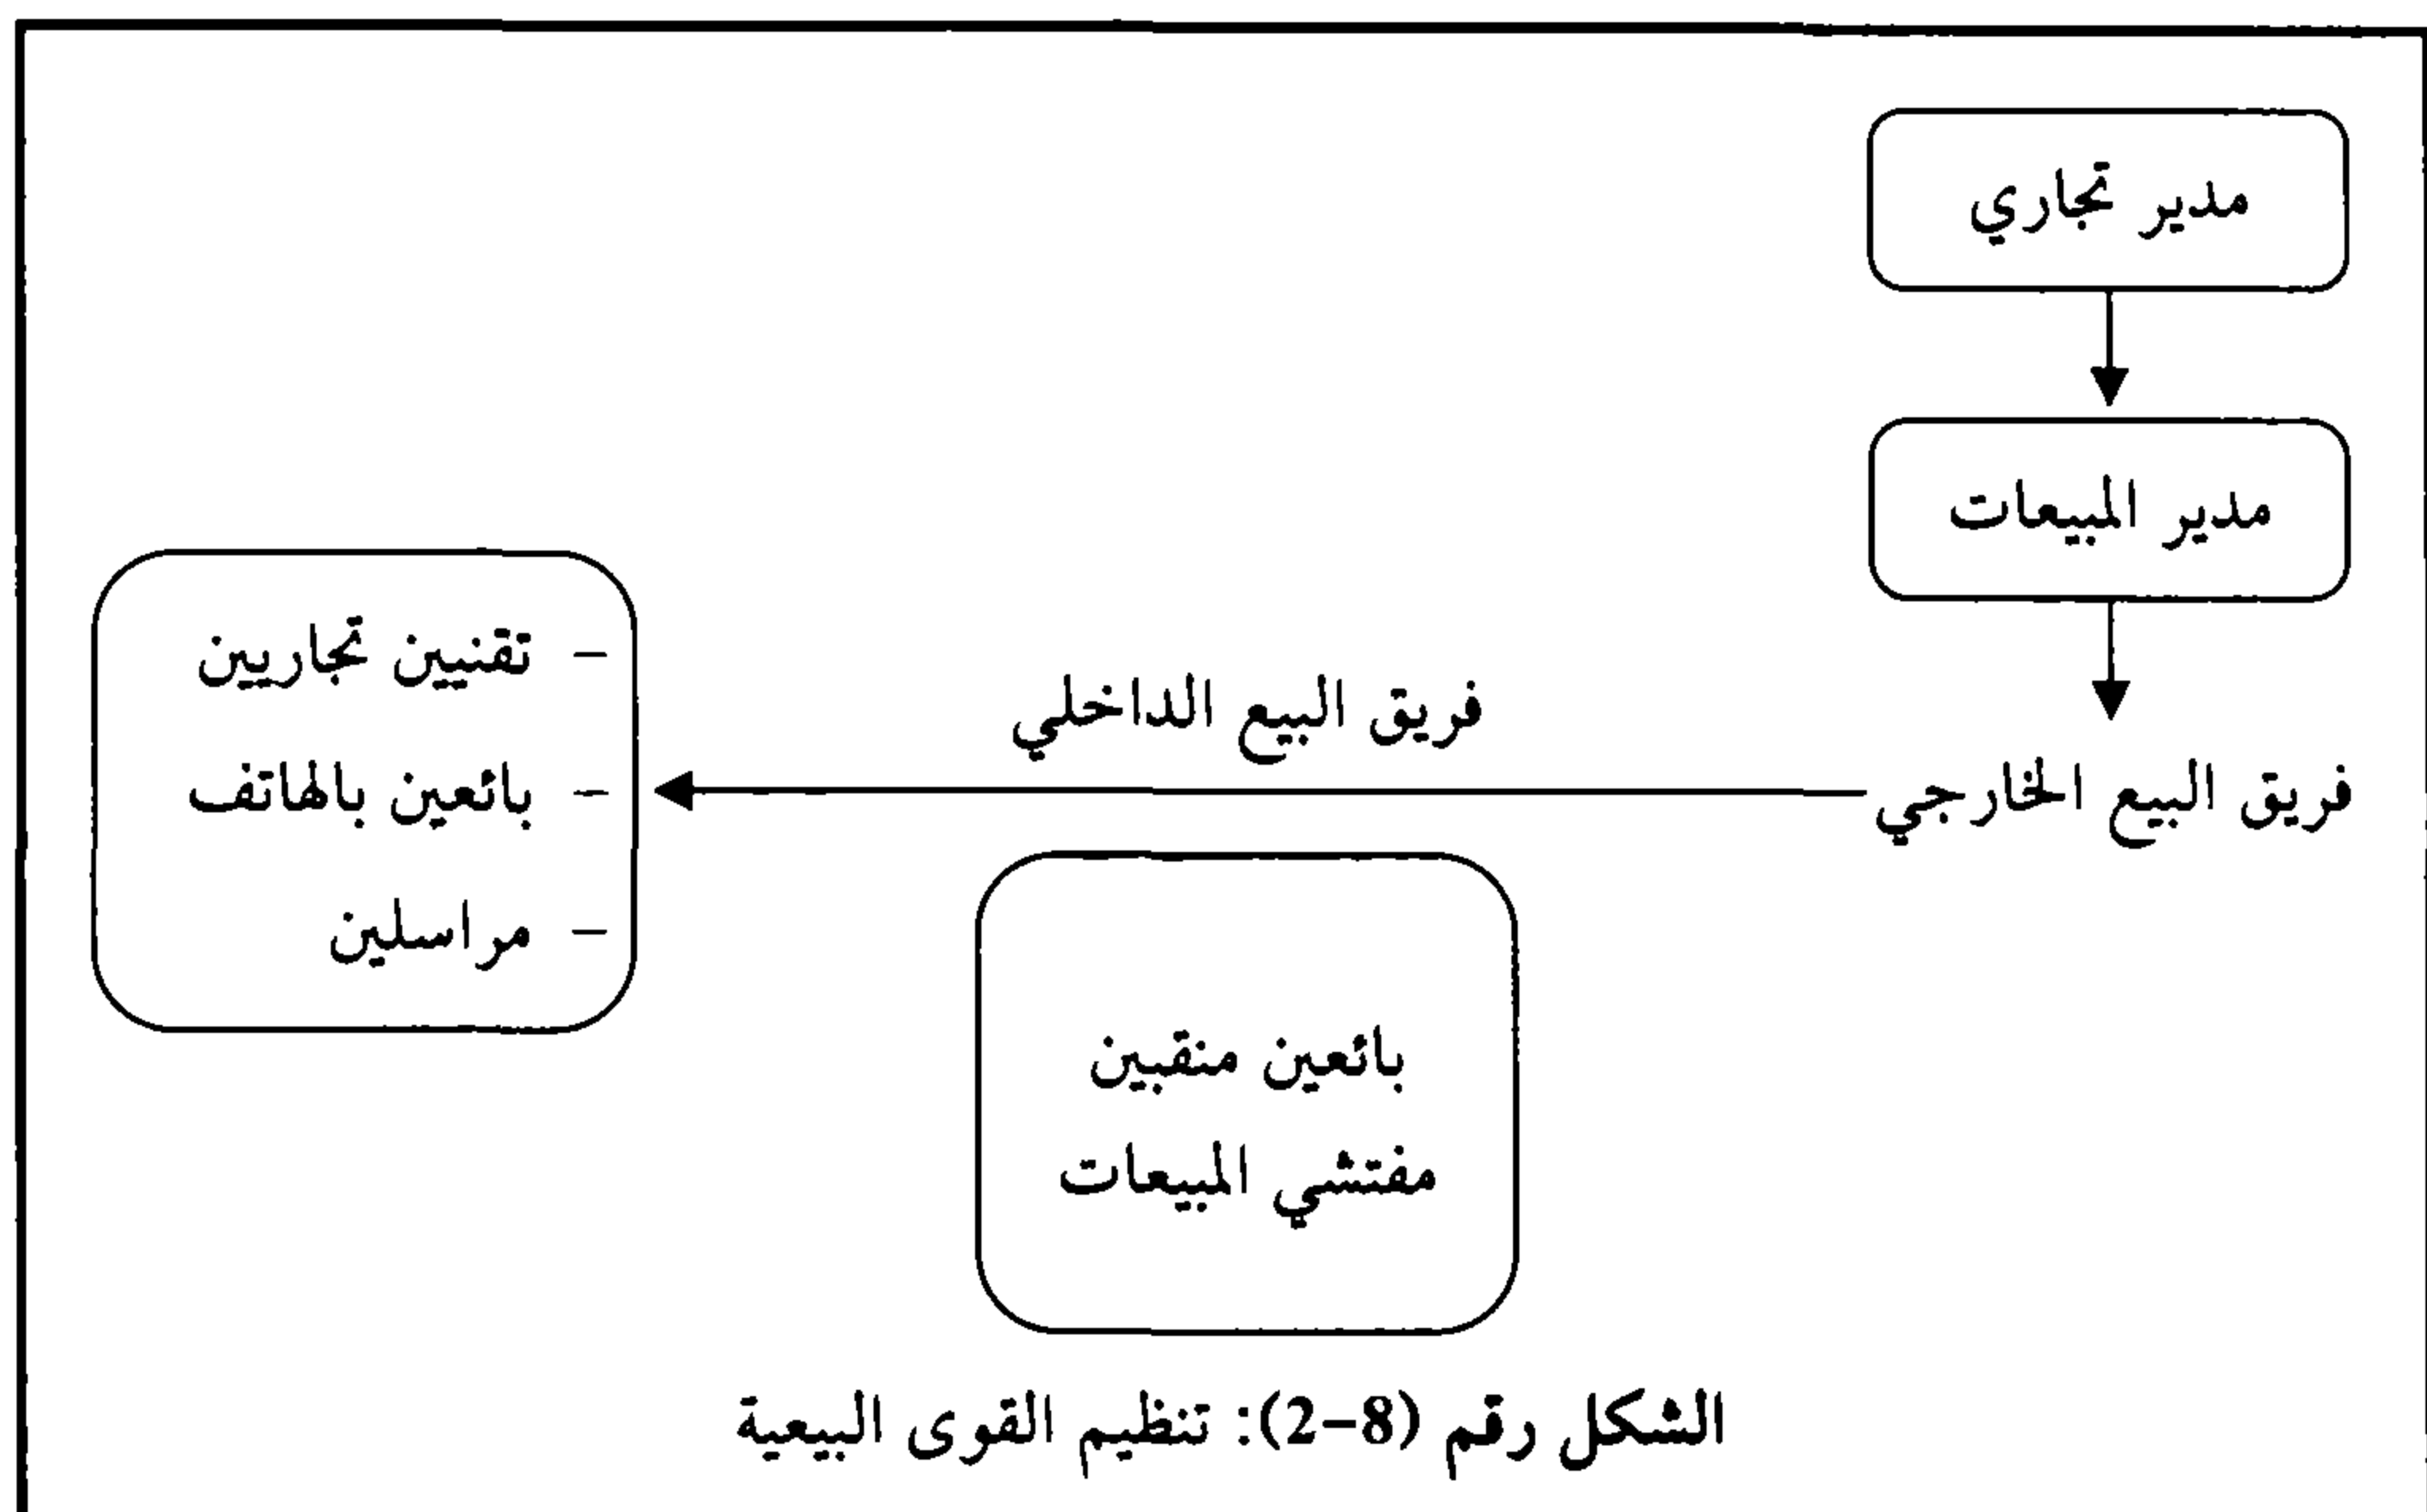 مدير تجاري
مدير المبيعات
فريق البيع الخارجي
فريق البيع الداخلي
– تقنيين تجاريين
– بائعين بالهاتف
– مراسلين
بائعين منقبين
مفتشي المبيعات
الشكل رقم (8–2): تنظيم القوى البيعية